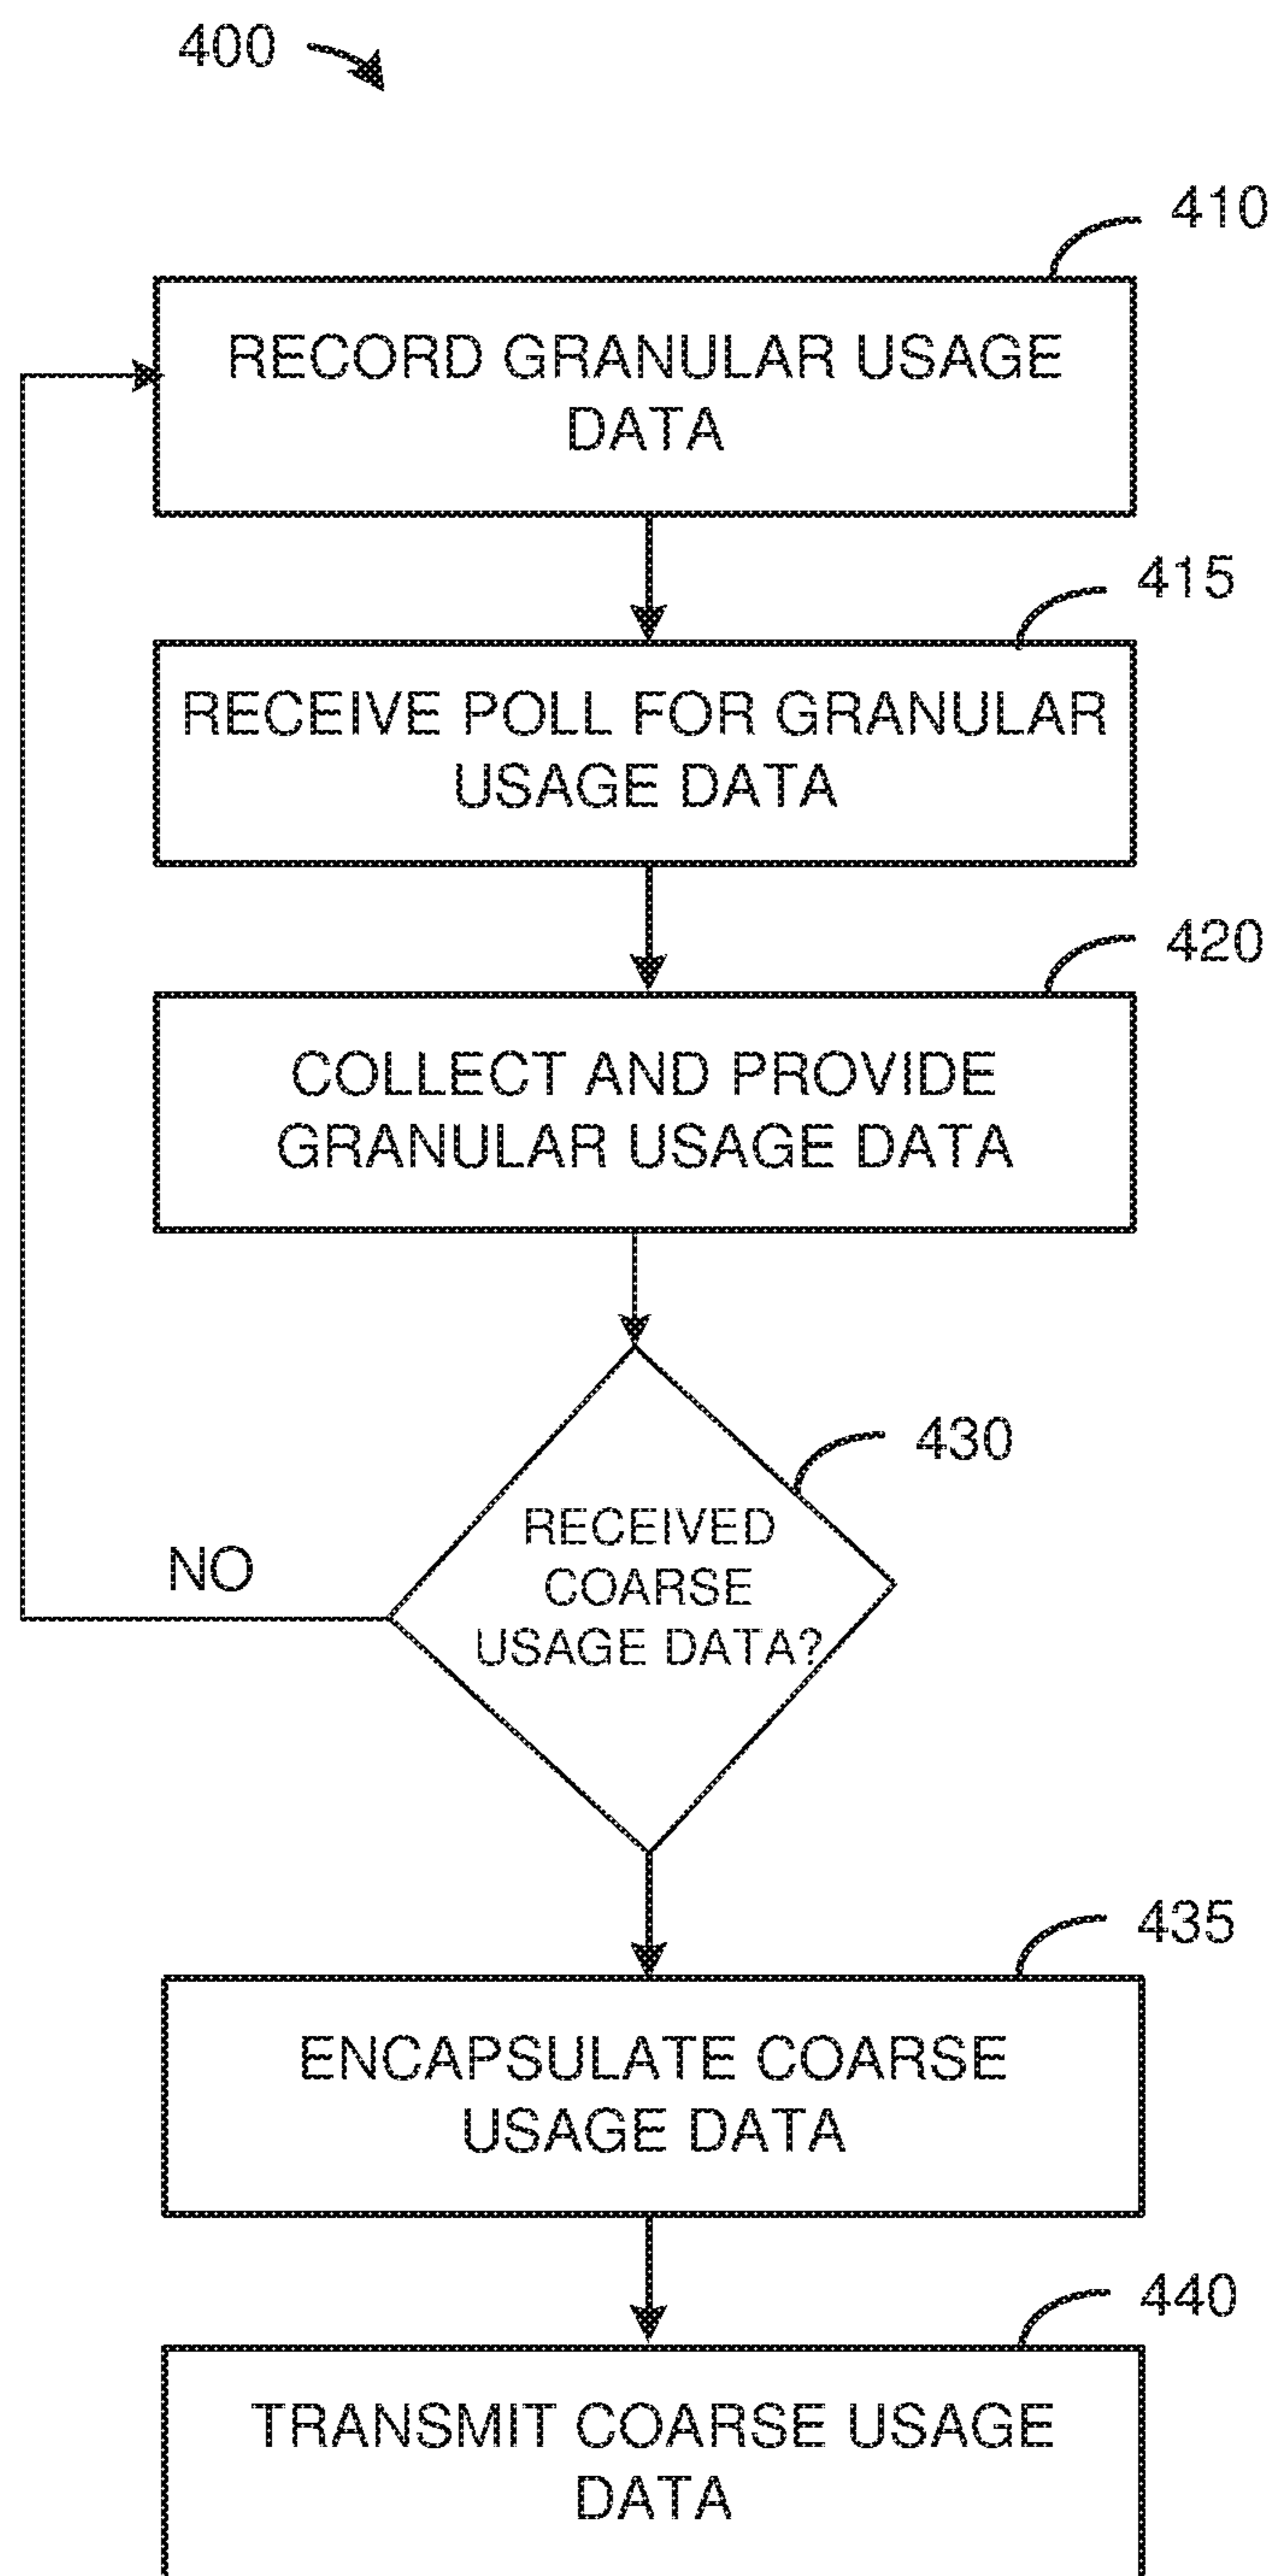 400
410
RECORD GRANULAR USAGE
DATA
415
RECEIVE POLL FOR GRANULAR
USAGE DATA
420
COLLECT AND PROVIDE
GRANULAR USAGE DATA
430
RECEIVED
COARSE
USAGE DATA?
NO
435
ENCAPSULATE COARSE
USAGE DATA
440
TRANSMIT COARSE USAGE
DATA